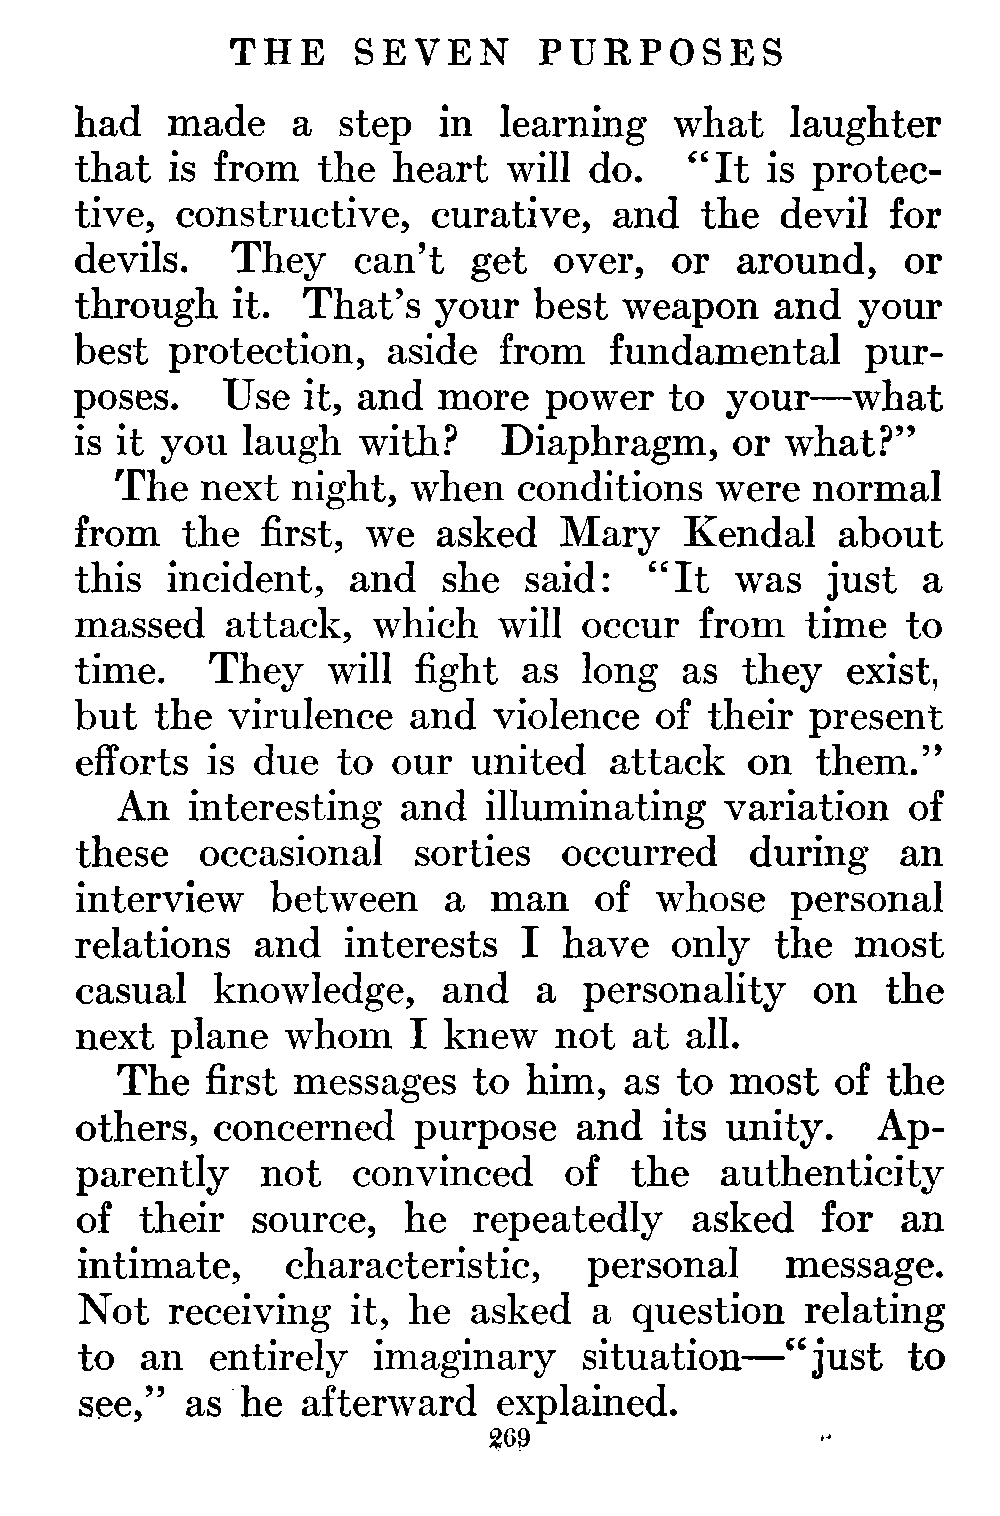 THE SEVEN PURPOSES
had made a step in learning what laughter
that is from the heart will do. "It is protec-
tive, constructive, curative, and the devil for
devils. They can't get over, or around, or
through it. That's your best weapon and your
best protection, aside from fundamental pur-
poses. Use it, and more power to your—what
is it you laugh with? Diaphragm, or what?"
The next night, when conditions were normal
from the first, we asked Mary Kendal about
this incident, and she said: "It was just a
massed attack, which will occur from time to
time. They will fight as long as they exist,
but the virulence and violence of their present
efforts is due to our united attack on them."
An interesting and illuminating variation of
these occasional sorties occurred during an
interview between a man of whose personal
relations and interests I have only the most
casual knowledge, and a personality on the
next plane whom I knew not at all.
The first messages to him, as to most of the
others, concerned purpose and its unity. Ap-
parently not convinced of the authenticity
of their source, he repeatedly asked for an
intimate, characteristic, personal message.
Not receiving it, he asked a question relating
to an entirely imaginary situation—"just to
see," as he afterward explained.
269